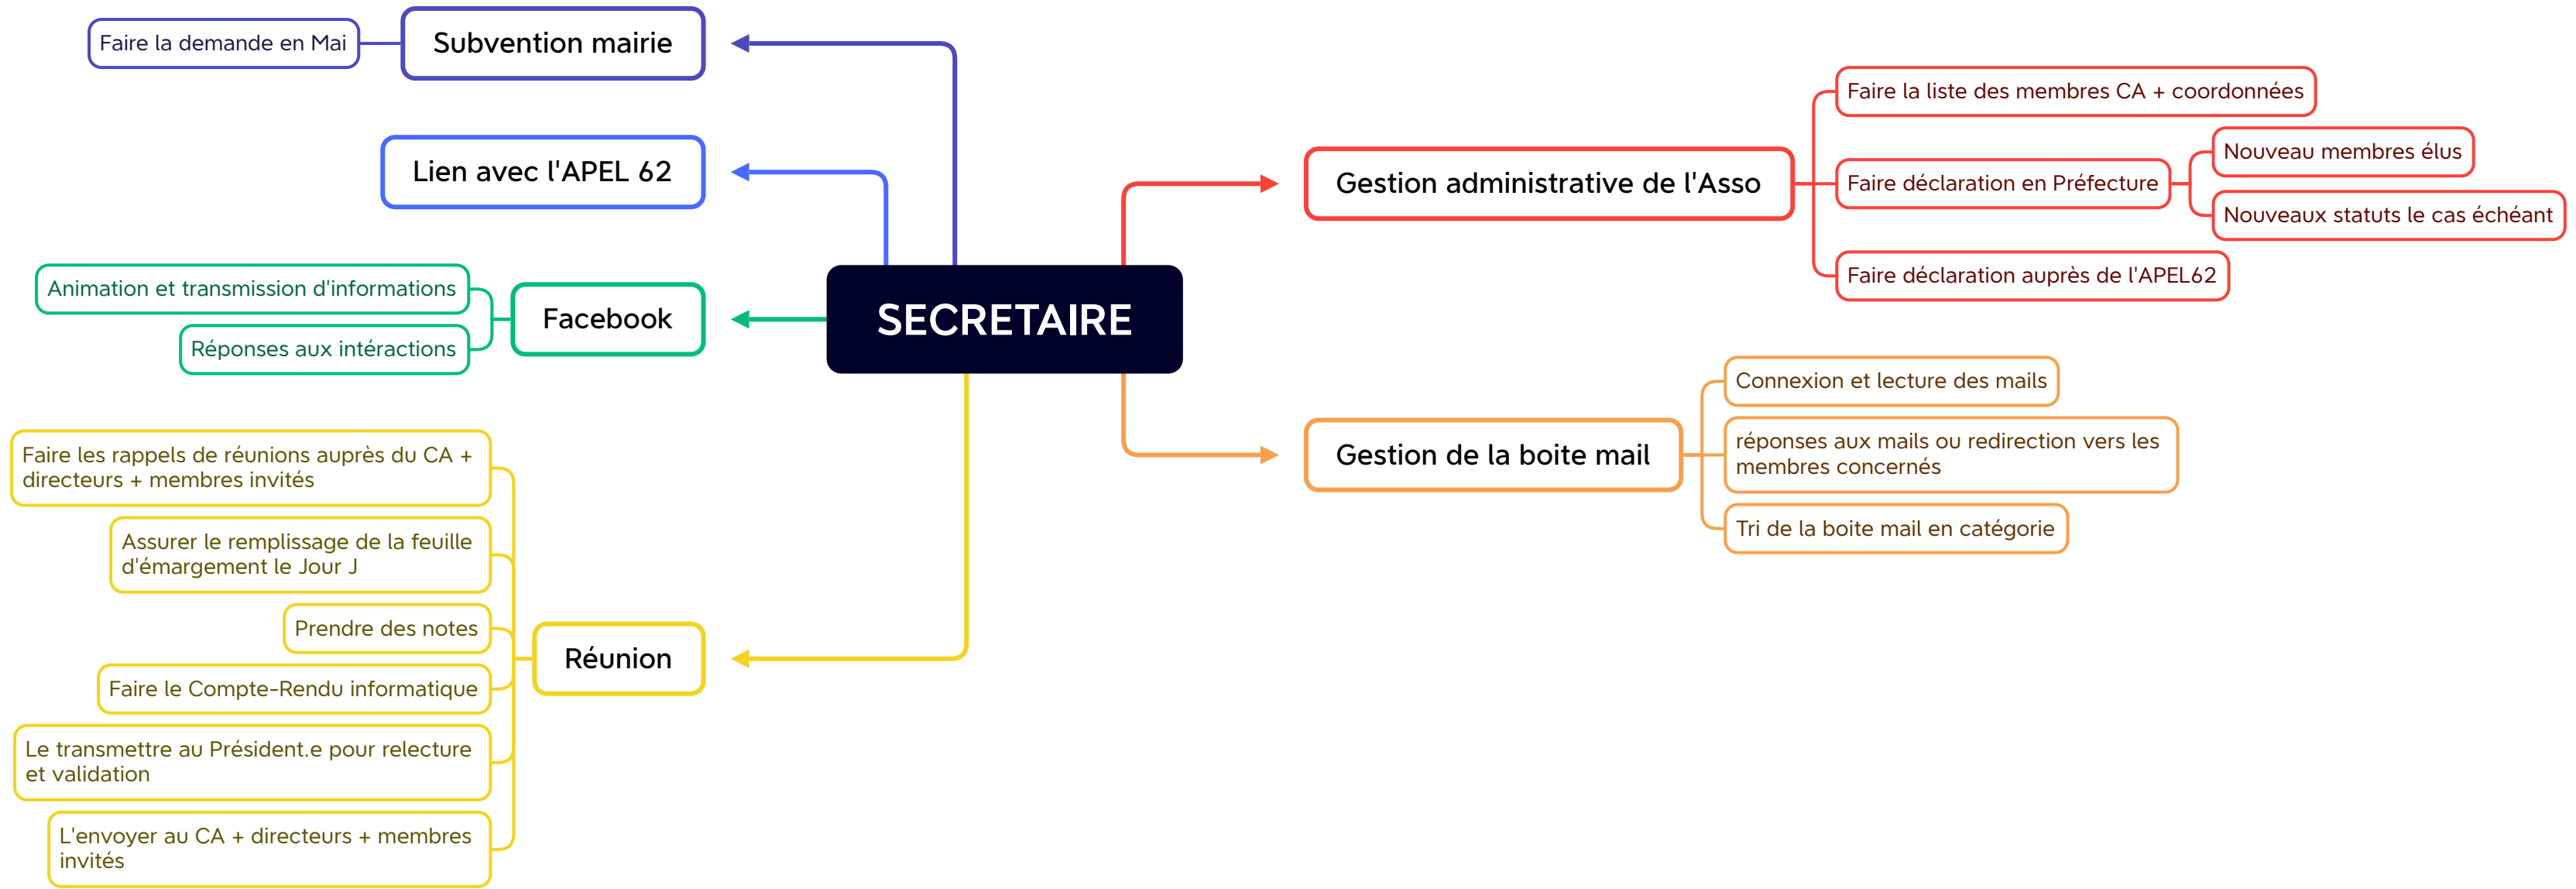 SECRETAIRE
Gestion administrative de l'Asso
Faire la liste des membres CA + coordonnées
Faire déclaration en Préfecture
Nouveau membres élus
Nouveaux statuts le cas échéant
Faire déclaration auprès de l'APEL62
Gestion de la boite mail
Connexion et lecture des mails
réponses aux mails ou redirection vers les
membres concernés
Tri de la boite mail en catégorie
Subvention mairie
Faire la demande en Mai
Lien avec l'APEL 62
Facebook
Animation et transmission d'informations
Réponses aux intéractions
Réunion
Faire les rappels de réunions auprès du CA +
directeurs + membres invités
Assurer le remplissage de la feuille
d'émargement le Jour J
Prendre des notes
Faire le Compte-Rendu informatique
Le transmettre au Président.e pour relecture
et validation
L'envoyer au CA + directeurs + membres
invités